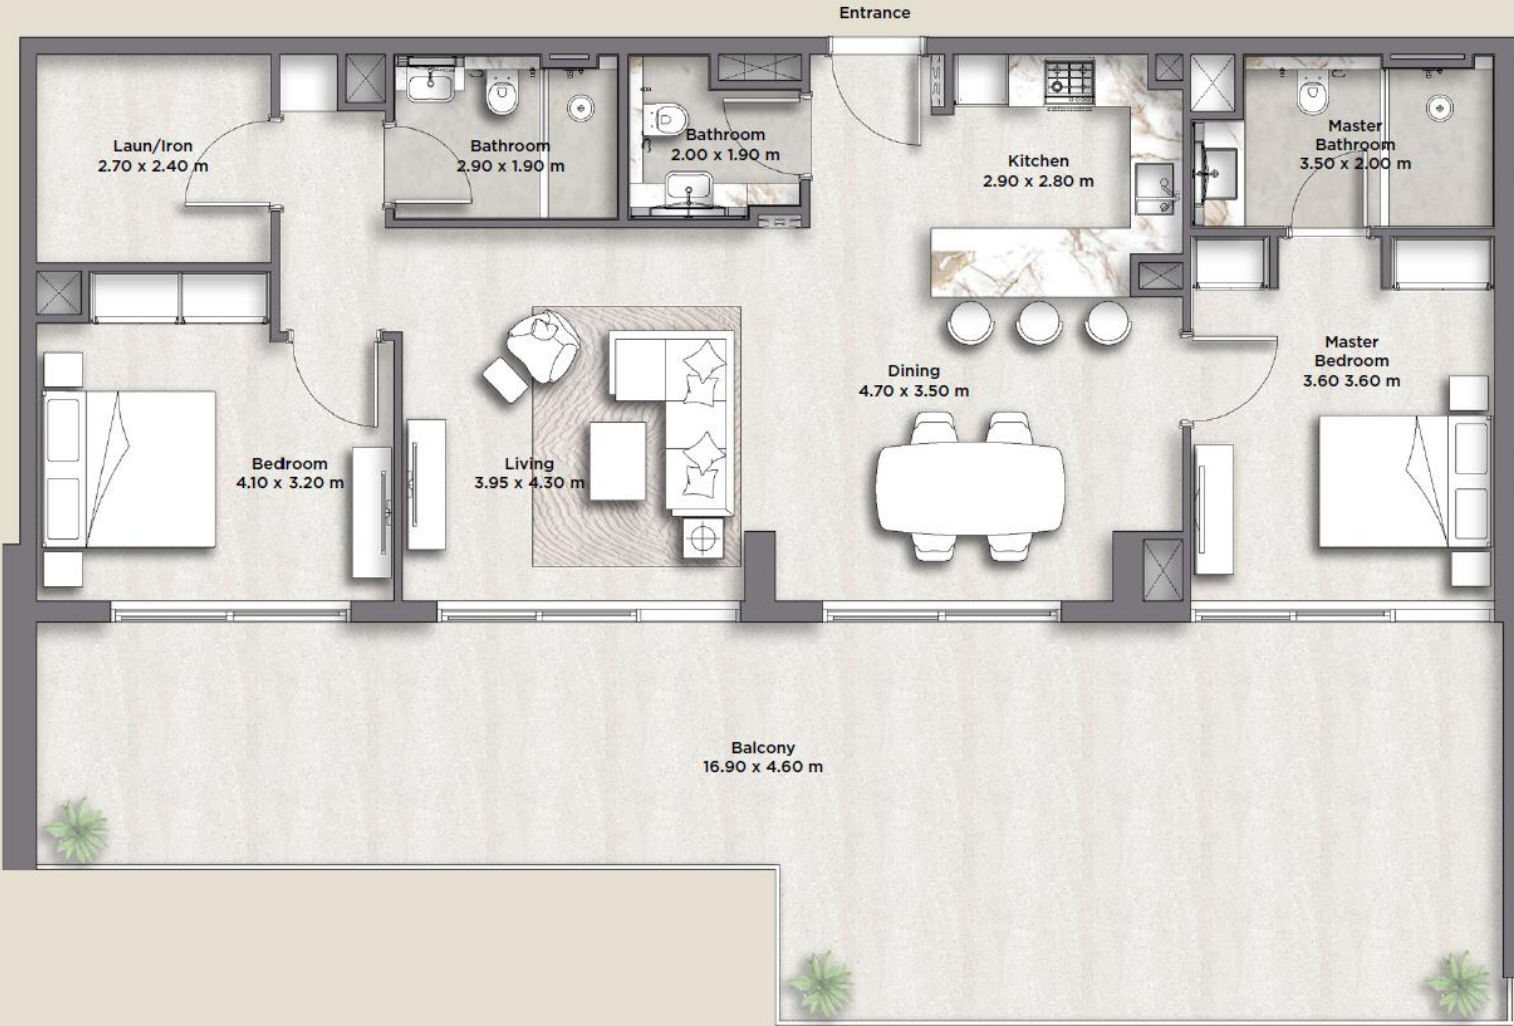 Entrance
Laun/Iron
2.70 x 2.40 m
Bathroom
2.90 x 1.90 m
Bathroom
2.00 x 1.90 m
Kitchen
2.90 x 2.80 m
Master
Bathroom
3.50 x 2.00 m
Dining
4.70 x 3.50 m
Master
Bedroom
3.60 3.60 m
Bedroom
4.10 x 3.20 m
Living
3.95 x 4.30 m
Balcony
16.90 x 4.60 m